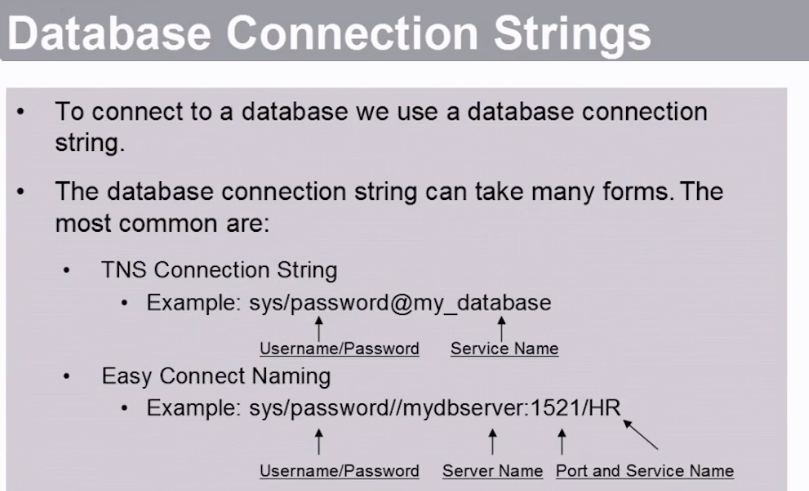 Database Connection Strings
• To connect to a database we use a database connection
string.
• The database connection string can take many forms. The
most common are:
• TNS Connection String
• Example: sys/password@my_database
Username/Password Service Name
• Easy Connect Naming
• Example: sys/password//mydbserver:1521/HR
Username/Password Server Name Port and Service Name